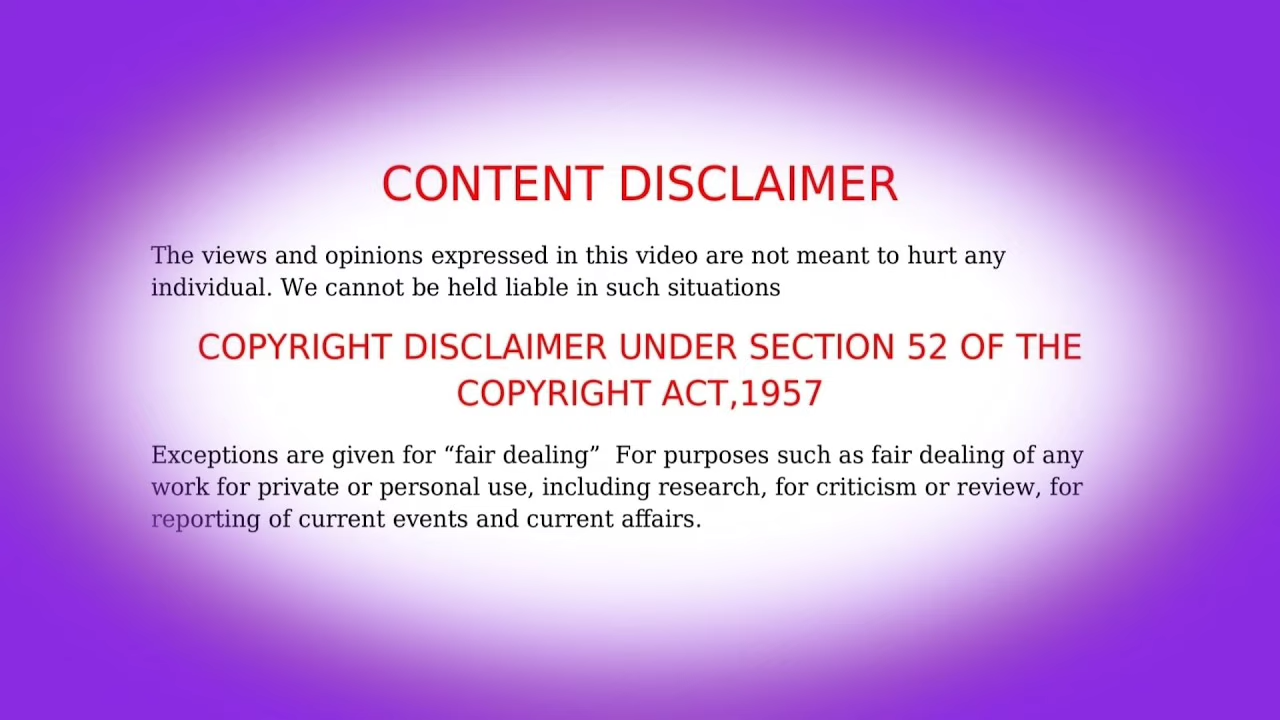 CONTENT DISCLAIMER
The views and opinions expressed in this video are not meant to hurt any
individual. We cannot be held liable in such situations
COPYRIGHT DISCLAIMER UNDER SECTION 52 OF THE
COPYRIGHT ACT,1957
Exceptions are given for “fair dealing”  For purposes such as fair dealing of any
work for private or personal use, including research, for criticism or review, for
reporting of current events and current affairs.